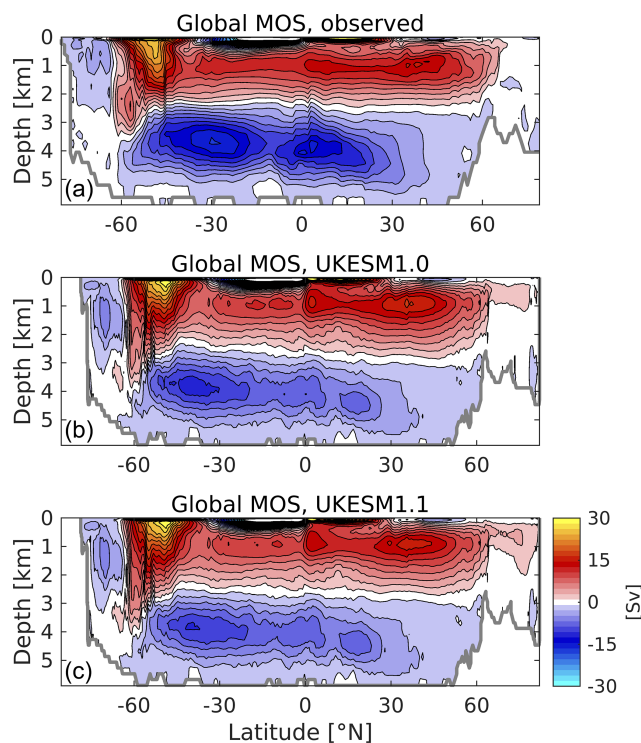 Global MOS, observed
0
1
2
3
4
5
Depth [km]
(a)
-60 -30 0 30 60
Global MOS, UKESM1.0
0
1
2
3
4
5
Depth [km]
(b)
-60 -30 0 30 60
Global MOS, UKESM1.1
0
1
2
3
4
5
Depth [km]
(c)
-60 -30 0 30 60
Latitude [°N]
30
15
0
-15
-30
[Sv]